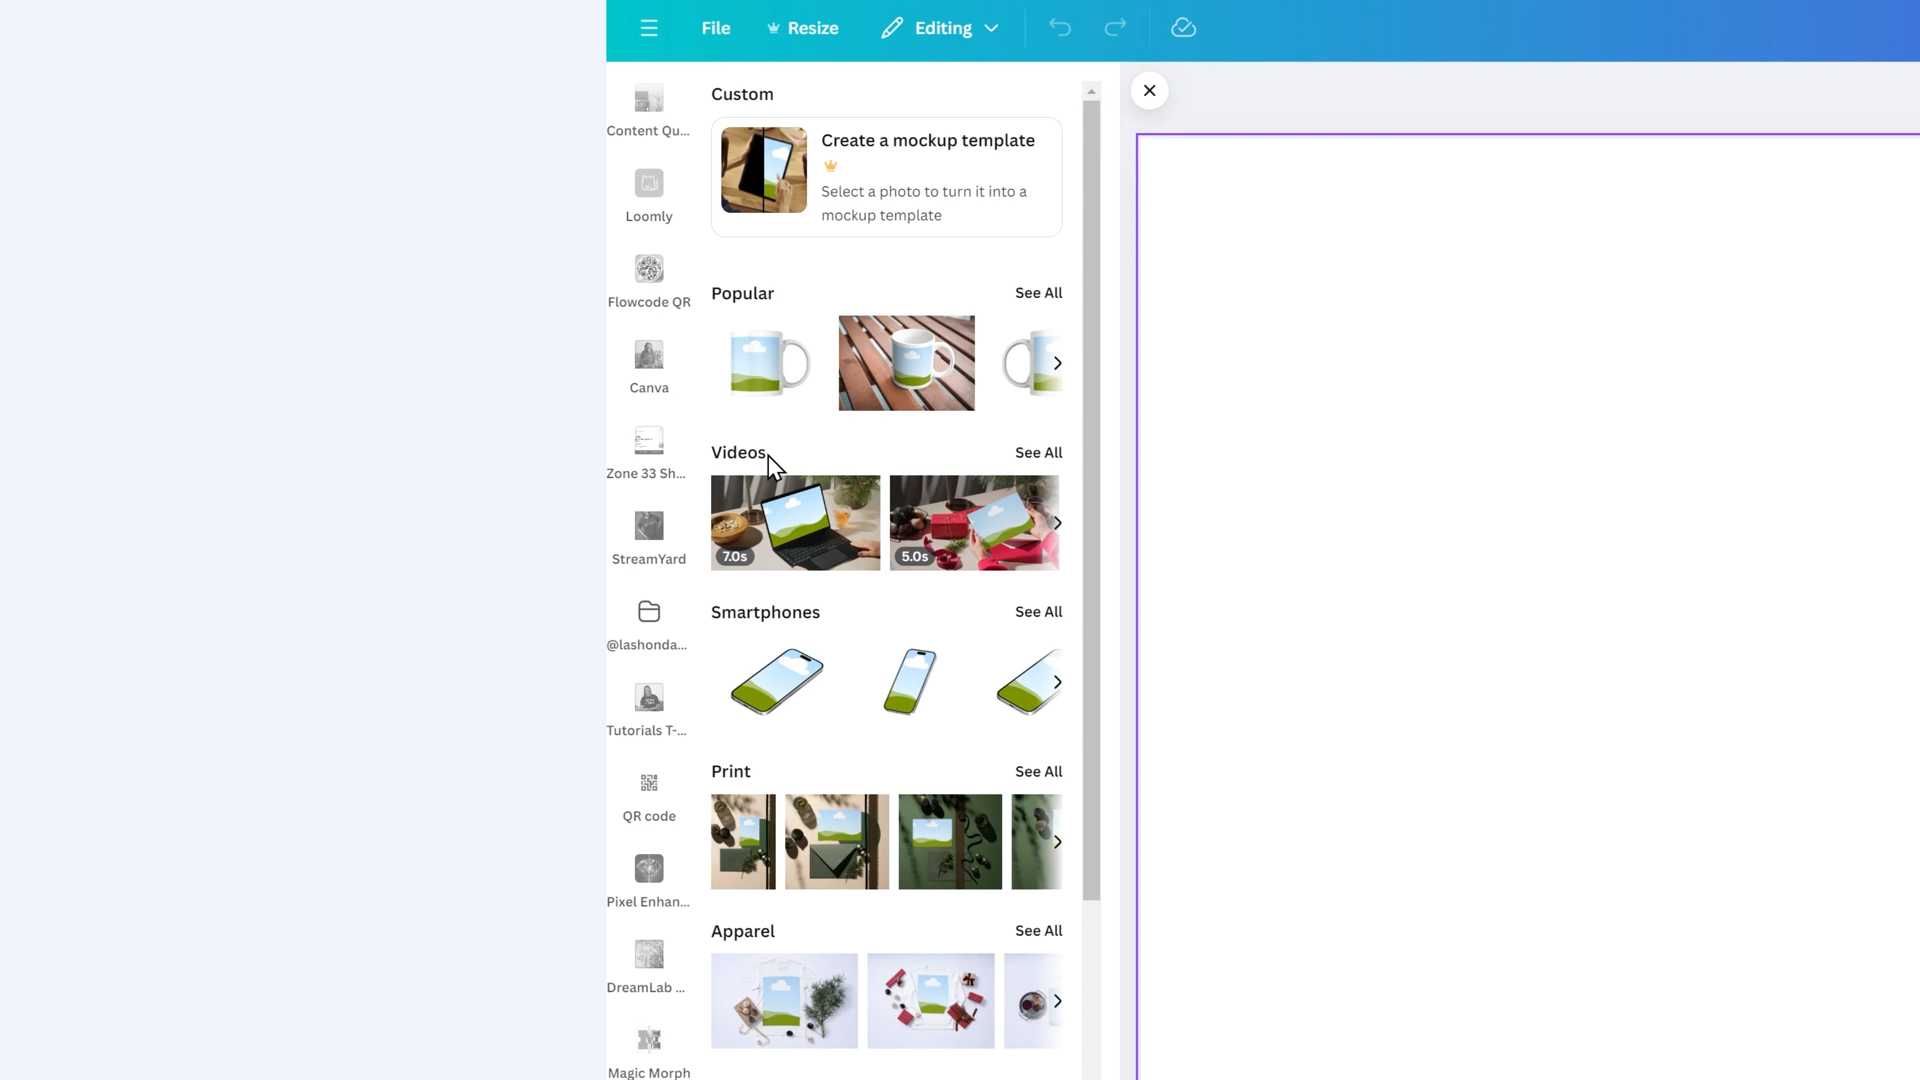 File
Resize
Editing
Content Qu...
Loomly
Flowcode QR
Canva
Zone 33 Sh...
StreamYard
@lashonda...
Tutorials T-...
QR code
Pixel Enhan...
DreamLab ...
Magic Morph
Custom
Create a mockup template
Select a photo to turn it into a
mockup template
Popular See All
Videos See All
7.0s 5.0s
Smartphones See All
Print See All
Apparel See All